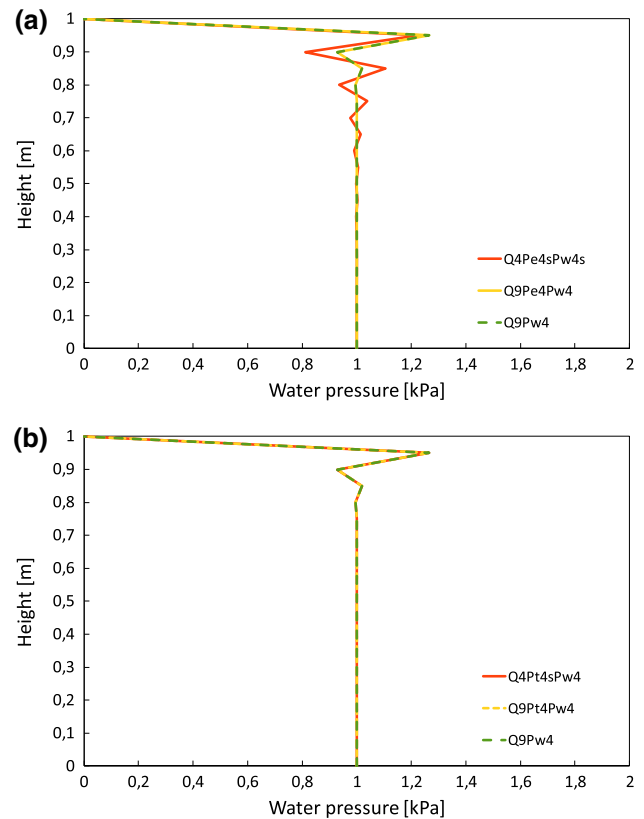 (a)
1
0,9
0,8
0,7
0,6
0,5
0,4
0,3
0,2
0,1
0
Height [m]
Q4Pe4sPw4s
Q9Pe4Pw4
Q9Pw4
0 0,2 0,4 0,6 0,8 1 1,2 1,4 1,6 1,8 2
Water pressure [kPa]
(b)
1
0,9
0,8
0,7
0,6
0,5
0,4
0,3
0,2
0,1
0
Height [m]
Q4Pt4sPw4
Q9Pt4Pw4
Q9Pw4
0 0,2 0,4 0,6 0,8 1 1,2 1,4 1,6 1,8 2
Water pressure [kPa]